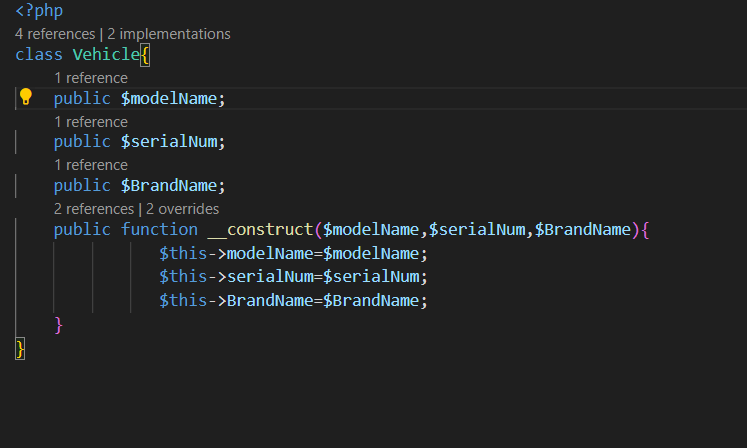 <?php
4 references | 2 implementations
class Vehicle{
1 reference
public $modelName;
1 reference
public $serialNum;
1 reference
public $BrandName;
2 references | 2 overrides
public function __construct($modelName,$serialNum,$BrandName){
$this->modelName=$modelName;
$this->serialNum=$serialNum;
$this->BrandName=$BrandName;
}
}